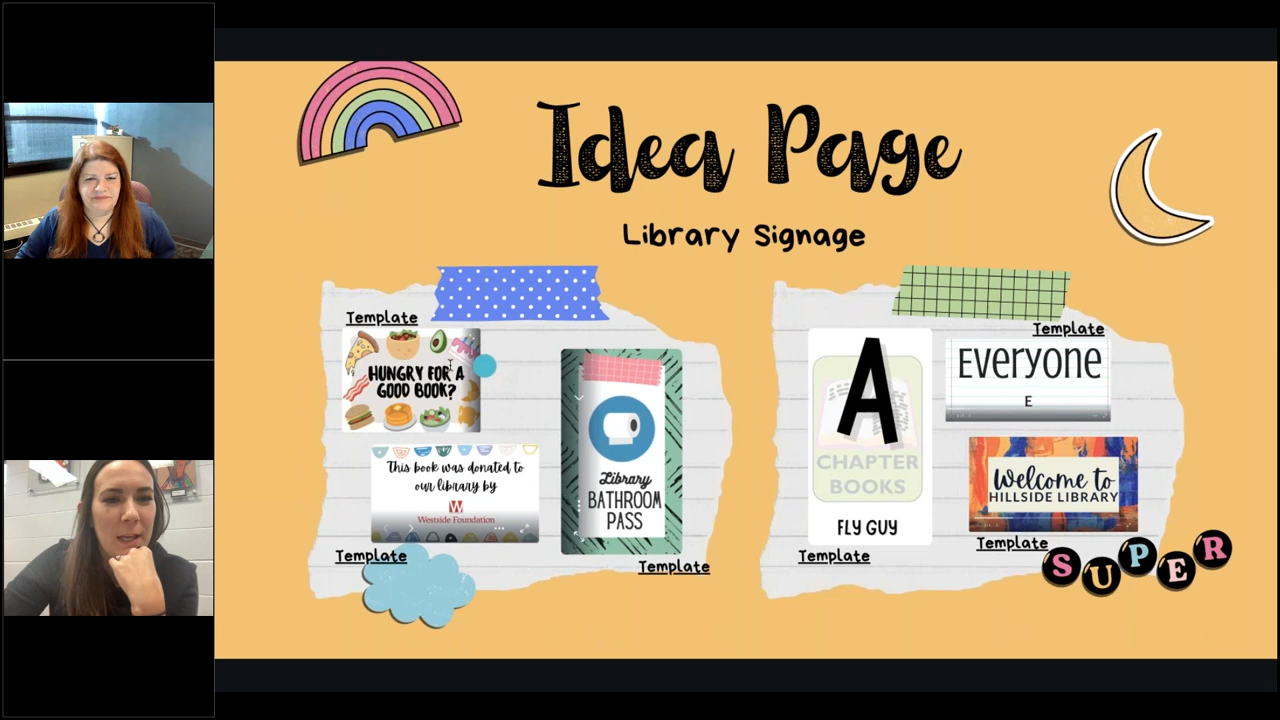 Idea Page
Library Signage
Template
HUNGRY FOR A
GOOD BOOK?
This book was donated to
our library by
W
Westside Foundation
Template
Library
BATHROOM
PASS
Template
A
CHAPTER
BOOKS
FLY GUY
Template
Template
Everyone
E
Welcome to
HILLSIDE LIBRARY
Template
SUPER